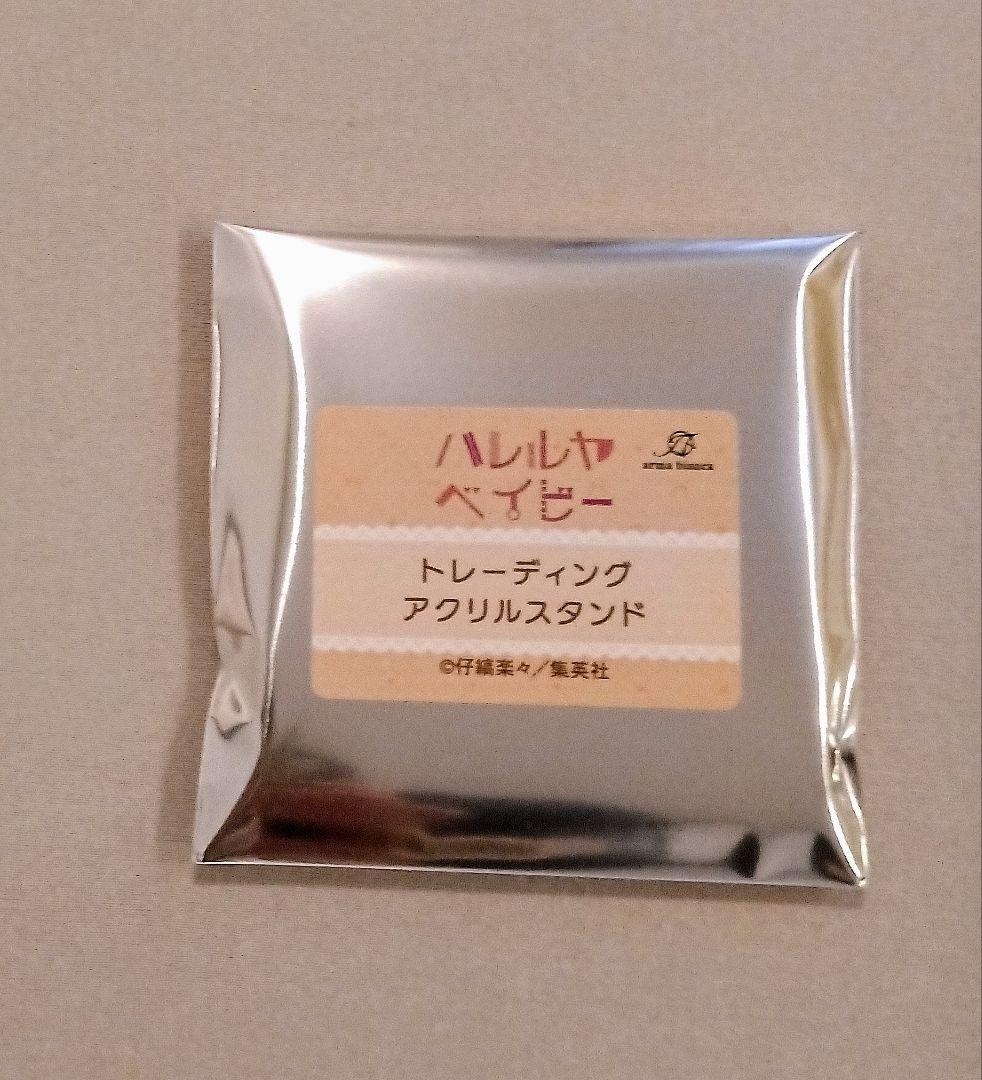 ハレルヤ
ベイビー
arma bianca
トレーディング
アクリルスタンド
©仔縞楽々／集英社